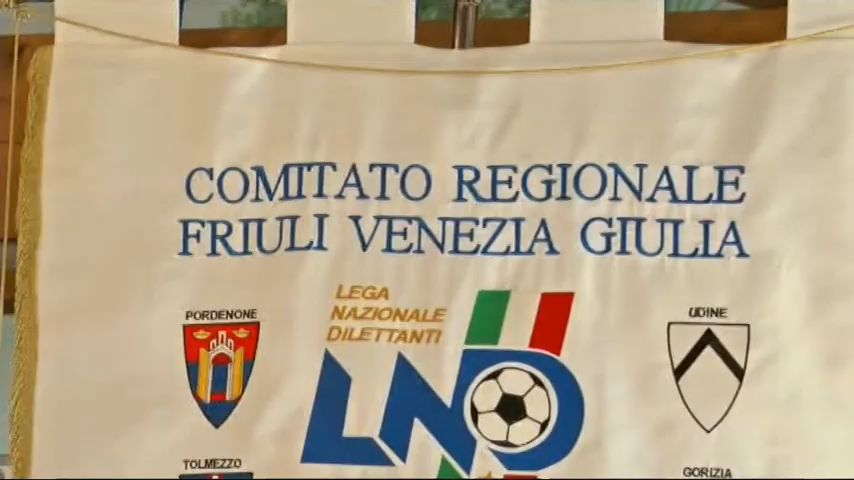 COMITATO REGIONALE
FRIULI VENEZIA GIULIA
LEGA
NAZIONALE
DILETTANTI
PORDENONE
UDINE
LND
TOLMEZZO
GORIZIA